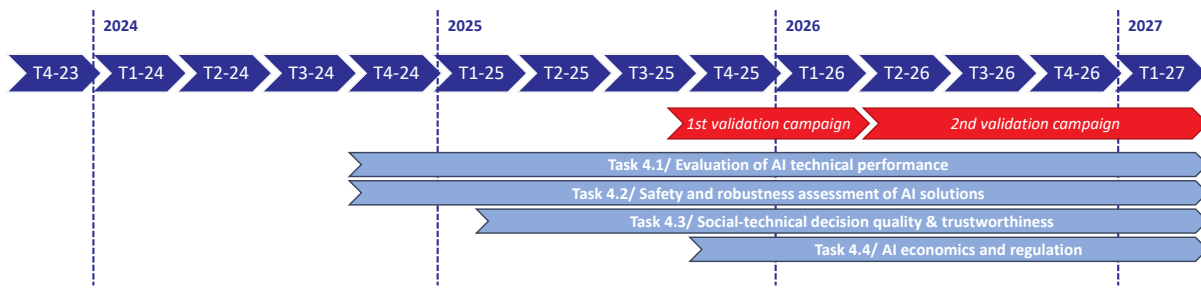 2024 2025 2026 2027
T4-23 T1-24 T2-24 T3-24 T4-24 T1-25 T2-25 T3-25 T4-25 T1-26 T2-26 T3-26 T4-26 T1-27
1st validation campaign 2nd validation campaign
Task 4.1/ Evaluation of AI technical performance
Task 4.2/ Safety and robustness assessment of AI solutions
Task 4.3/ Social-technical decision quality & trustworthiness
Task 4.4/ AI economics and regulation